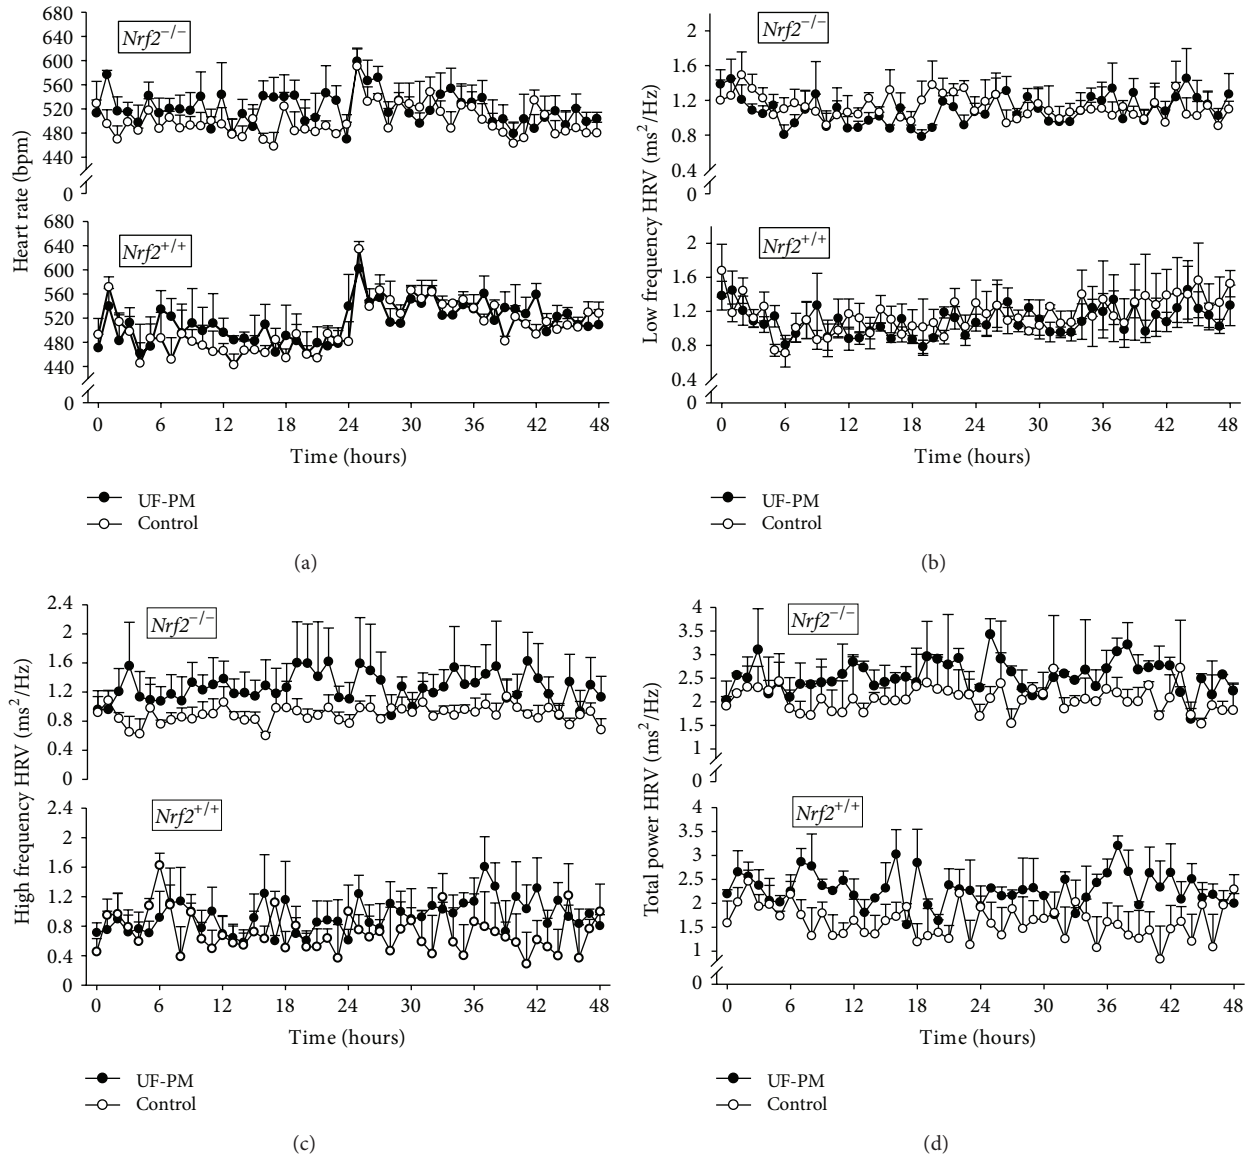 Heart rate (bpm)
680
640
600
560
520
480
440
0
Nrf2−/−
680
640
600
560
520
480
440
0
Nrf2+/+
0 6 12 18 24 30 36 42 48
Time (hours)
UF-PM
Control
(a)
Low frequency HRV (ms2/Hz)
2
1.6
1.2
0.8
0.4
0
Nrf2−/−
2
1.6
1.2
0.8
0.4
0
Nrf2+/+
0 6 12 18 24 30 36 42 48
Time (hours)
UF-PM
Control
(b)
High frequency HRV (ms2/Hz)
2.4
2
1.6
1.2
0.8
0.4
0
Nrf2−/−
2.4
2
1.6
1.2
0.8
0.4
0
Nrf2+/+
0 6 12 18 24 30 36 42 48
Time (hours)
UF-PM
Control
(c)
Total power HRV (ms2/Hz)
4
3.5
3
2.5
2
1.5
1
0
Nrf2−/−
4
3.5
3
2.5
2
1.5
1
0
Nrf2+/+
0 6 12 18 24 30 36 42 48
Time (hours)
UF-PM
Control
(d)